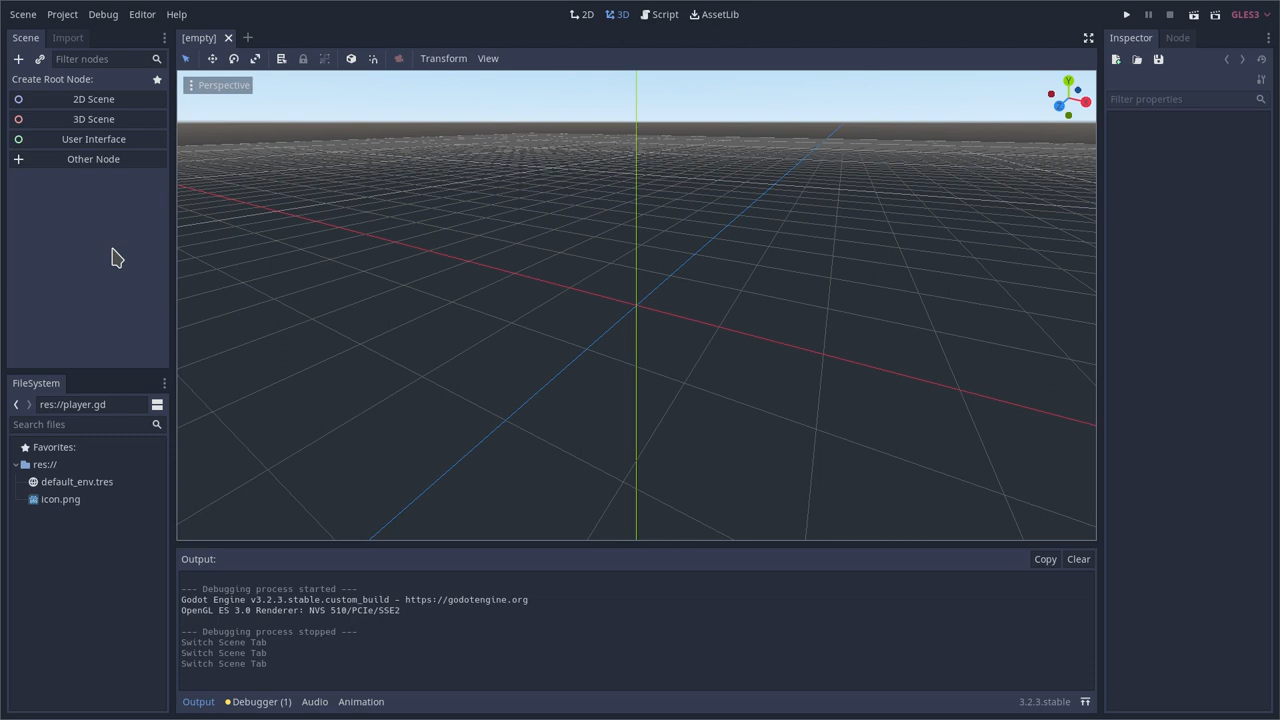 Scene Project Debug Editor Help
2D 3D Script AssetLib
GLES3
Scene Import
[empty]
Inspector Node
Filter nodes
Transform View
Create Root Node:
Perspective
Y
X
Z
2D Scene
Filter properties
3D Scene
User Interface
Other Node
FileSystem
res://player.gd
Search files
Favorites:
res://
default_env.tres
icon.png
Output:
Copy Clear
--- Debugging process started ---
Godot Engine v3.2.3.stable.custom_build - https://godotengine.org
OpenGL ES 3.0 Renderer: NVS 510/PCIe/SSE2
--- Debugging process stopped ---
Switch Scene Tab
Switch Scene Tab
Switch Scene Tab
Output Debugger (1) Audio Animation
3.2.3.stable